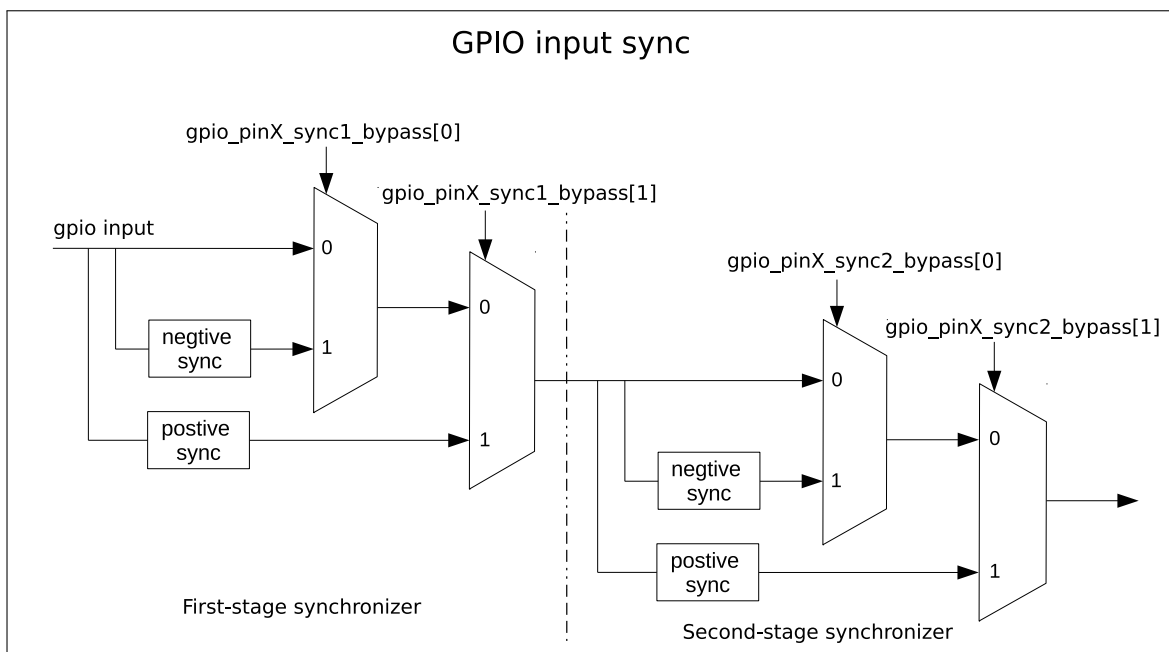 GPIO input sync
gpio_pinX_sync1_bypass[0]
gpio_pinX_sync1_bypass[1]
gpio input
0
0
negtive
sync
1
postive
sync
1
First-stage synchronizer
gpio_pinX_sync2_bypass[0]
gpio_pinX_sync2_bypass[1]
0
0
negtive
sync
1
postive
sync
1
Second-stage synchronizer